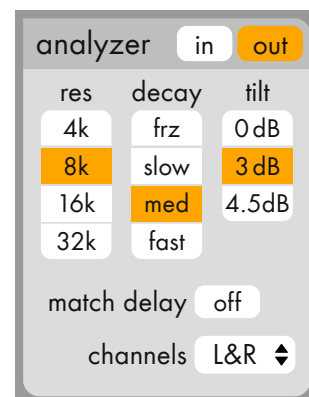 analyzer in out
res decay tilt
4k frz 0 dB
8k slow 3 dB
16k med 4.5dB
32k fast
match delay off
channels L&R